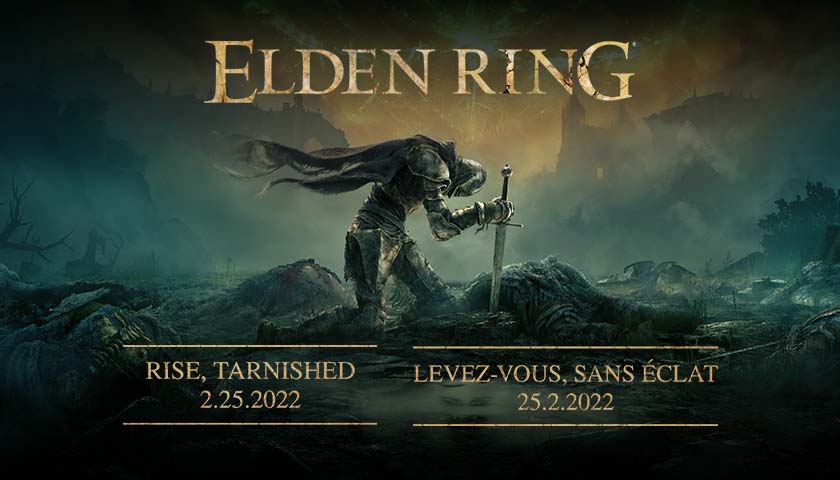 ELDEN RING
RISE, TARNISHED
2.25.2022
LEVEZ-VOUS, SANS ÉCLAT
25.2.2022